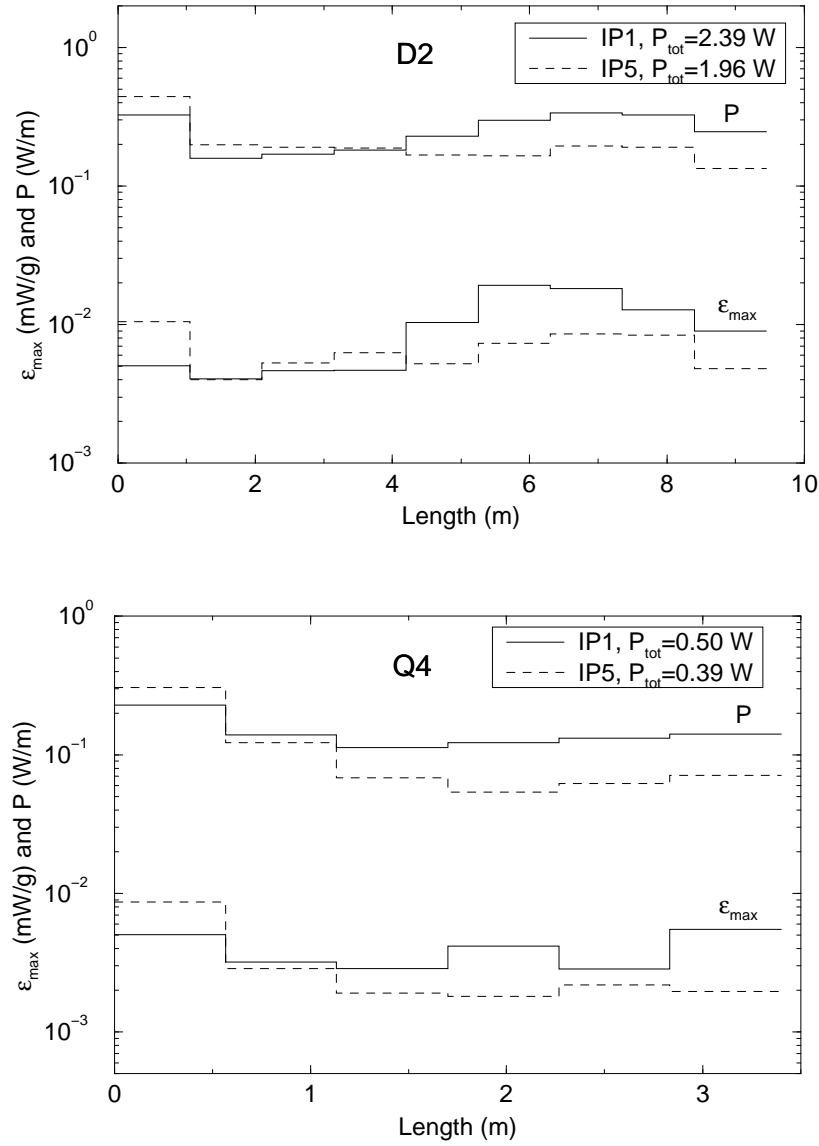 D2
IP1, P_tot=2.39 W
IP5, P_tot=1.96 W
P
ε_max
ε_max (mW/g) and P (W/m)
10^0
10^−1
10^−2
10^−3
0 2 4 6 8 10
Length (m)
Q4
IP1, P_tot=0.50 W
IP5, P_tot=0.39 W
P
ε_max
ε_max (mW/g) and P (W/m)
10^0
10^−1
10^−2
10^−3
0 1 2 3
Length (m)